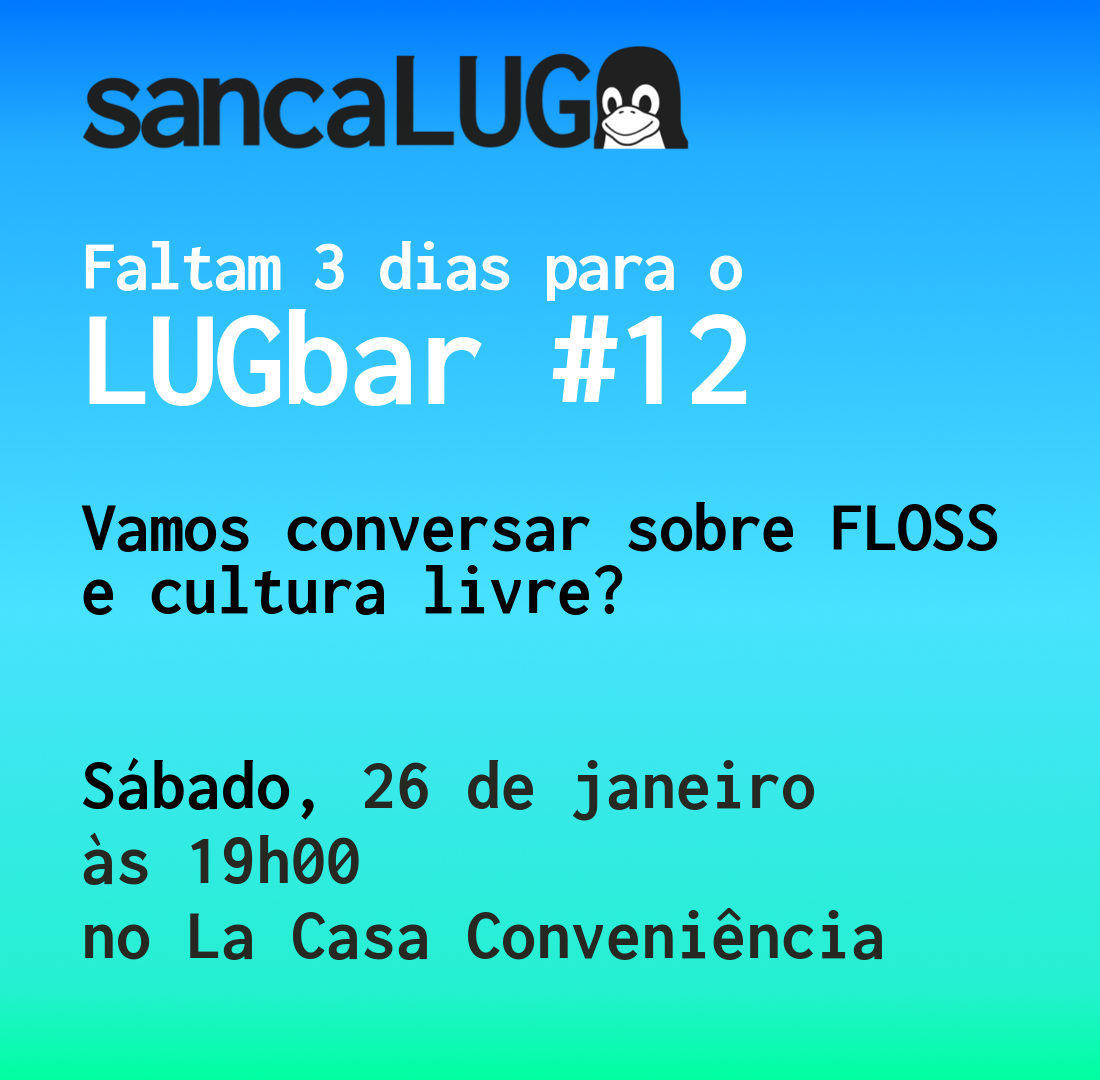 sancaLUG
Faltam 3 dias para o
LUGbar #12
Vamos conversar sobre FLOSS
e cultura livre?
Sábado, 26 de janeiro
às 19h00
no La Casa Conveniência